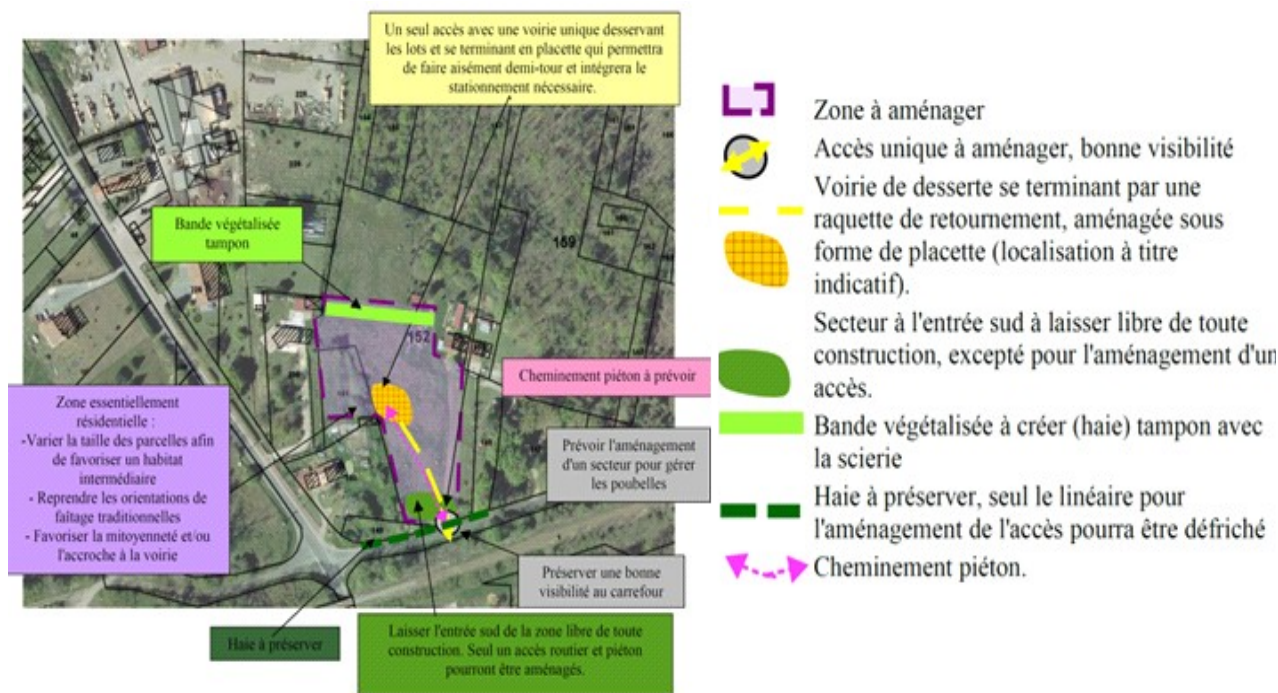 Un seul accès avec une voirie unique desservant
les lots et se terminant en placette qui permettra
de faire aisément demi-tour et intégrera le
stationnement nécessaire.
Bande végétalisée
tampon
159
152
Cheminement piéton à prévoir
Zone essentiellement
résidentielle :
-Varier la taille des parcelles afin
de favoriser un habitat
intermédiaire
- Reprendre les orientations de
faîtage traditionnelles
- Favoriser la mitoyenneté et/ou
l'accroche à la voirie
Prévoir l'aménagement
d'un secteur pour gérer
les poubelles
Préserver une bonne
visibilité au carrefour
Haie à préserver
Laisser l'entrée sud de la zone libre de toute
construction. Seul un accès routier et piéton
pourront être aménagés.
Zone à aménager
Accès unique à aménager, bonne visibilité
Voirie de desserte se terminant par une
raquette de retournement, aménagée sous
forme de placette (localisation à titre
indicatif).
Secteur à l'entrée sud à laisser libre de toute
construction, excepté pour l'aménagement d'un
accès.
Bande végétalisée à créer (haie) tampon avec
la scierie
Haie à préserver, seul le linéaire pour
l'aménagement de l'accès pourra être défriché
Cheminement piéton.